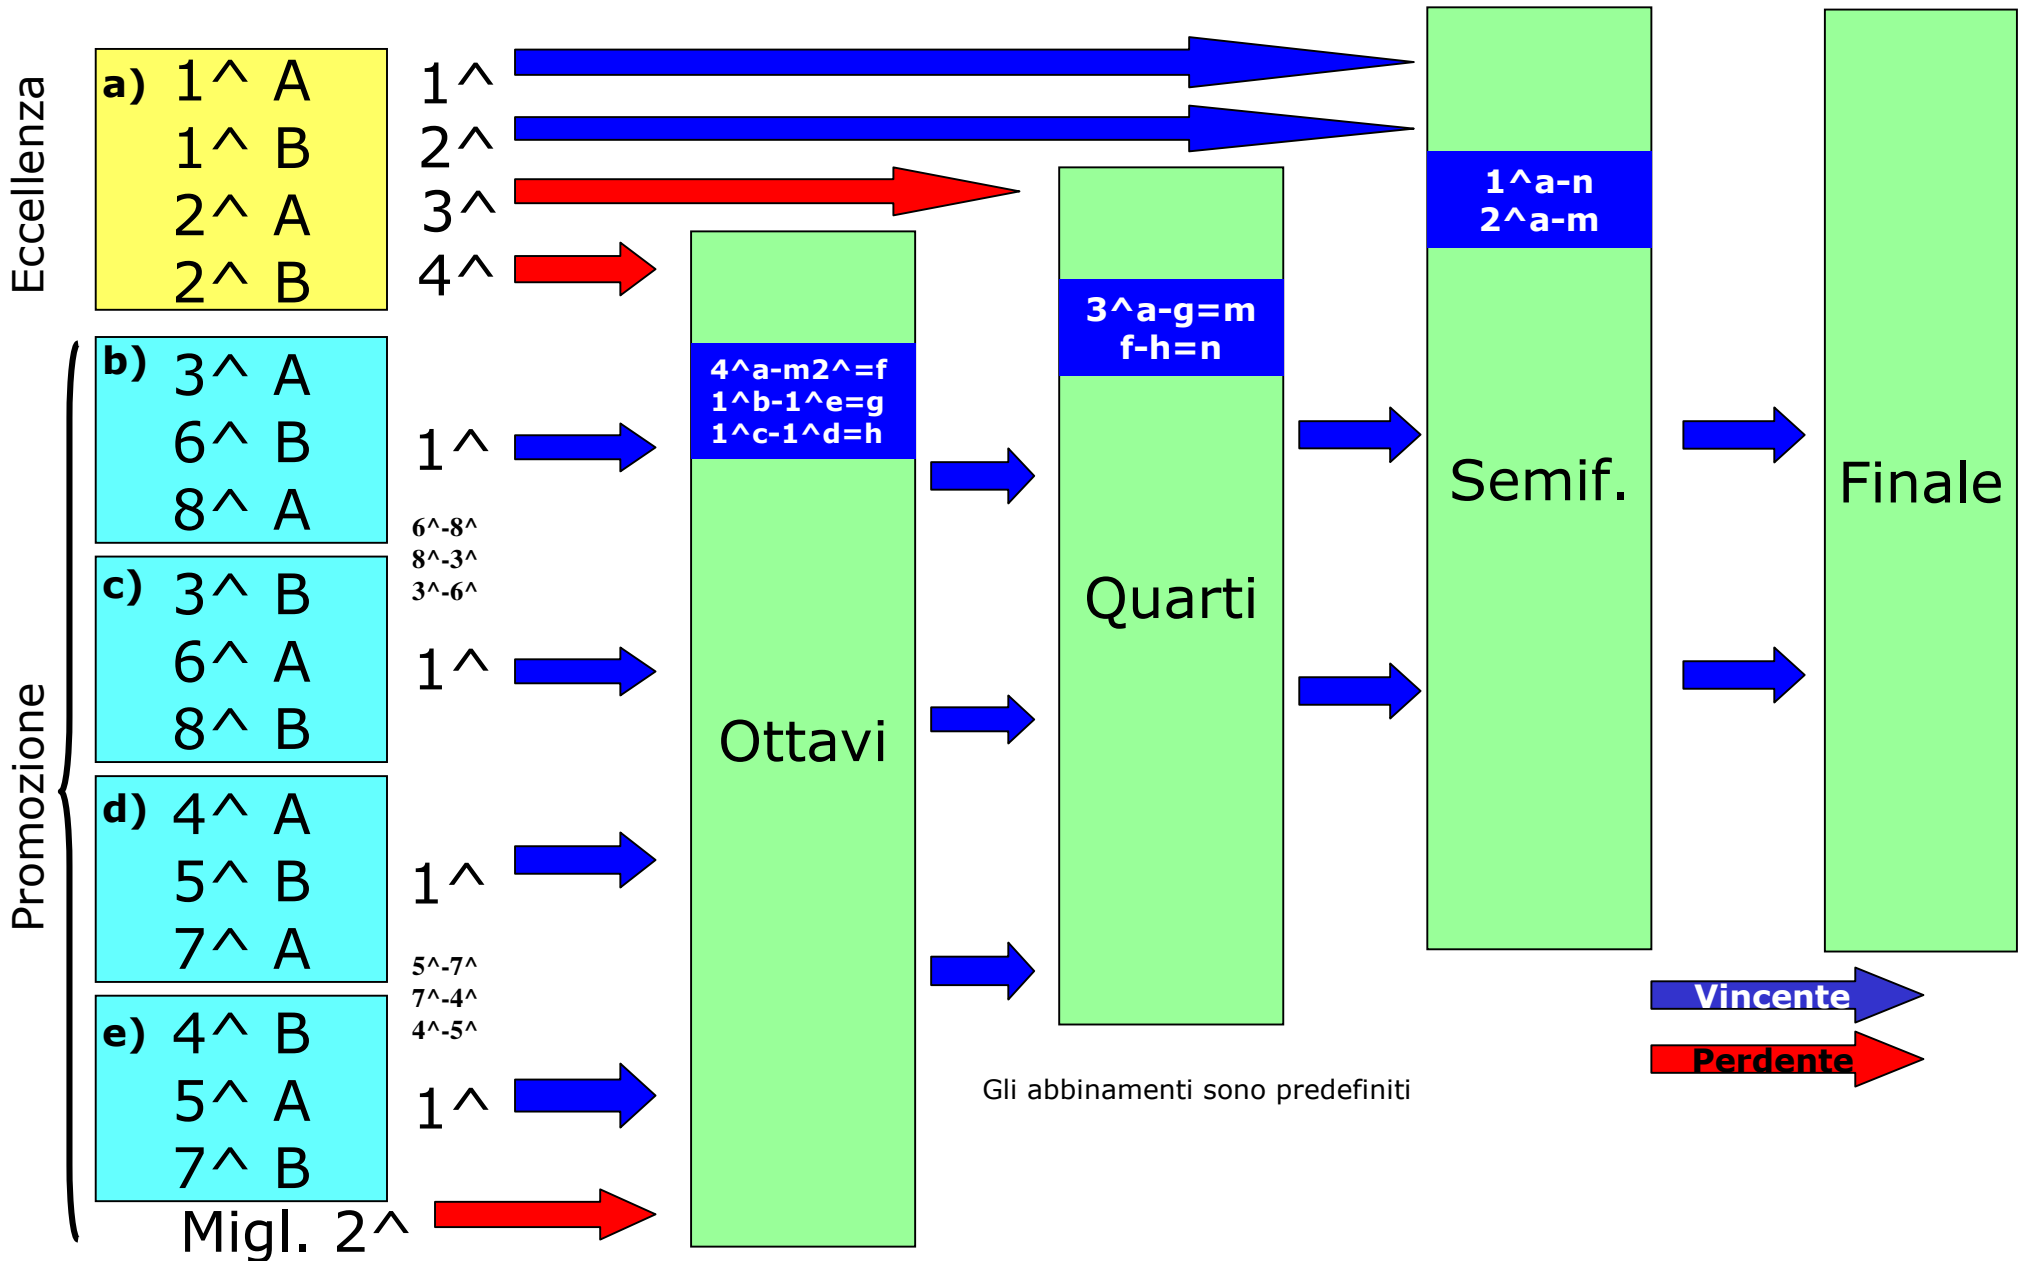 Eccellenza
a) 1^ A
1^ B
2^ A
2^ B
1^
2^
3^
4^
Promozione
b) 3^ A
6^ B
8^ A
1^
6^-8^
8^-3^
3^-6^
c) 3^ B
6^ A
8^ B
1^
d) 4^ A
5^ B
7^ A
1^
5^-7^
7^-4^
4^-5^
e) 4^ B
5^ A
7^ B
1^
Migl. 2^
4^a-m2^=f
1^b-1^e=g
1^c-1^d=h
Ottavi
3^a-g=m
f-h=n
Quarti
1^a-n
2^a-m
Semif.
Finale
Vincente
Perdente
Gli abbinamenti sono predefiniti